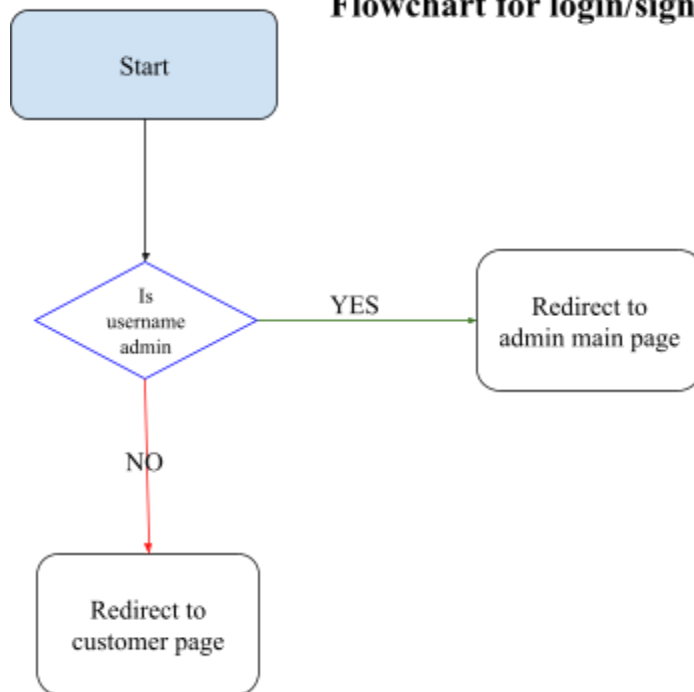 Flowchart for login/sign
Start
Is
username
admin
YES
Redirect to
admin main page
NO
Redirect to
customer page